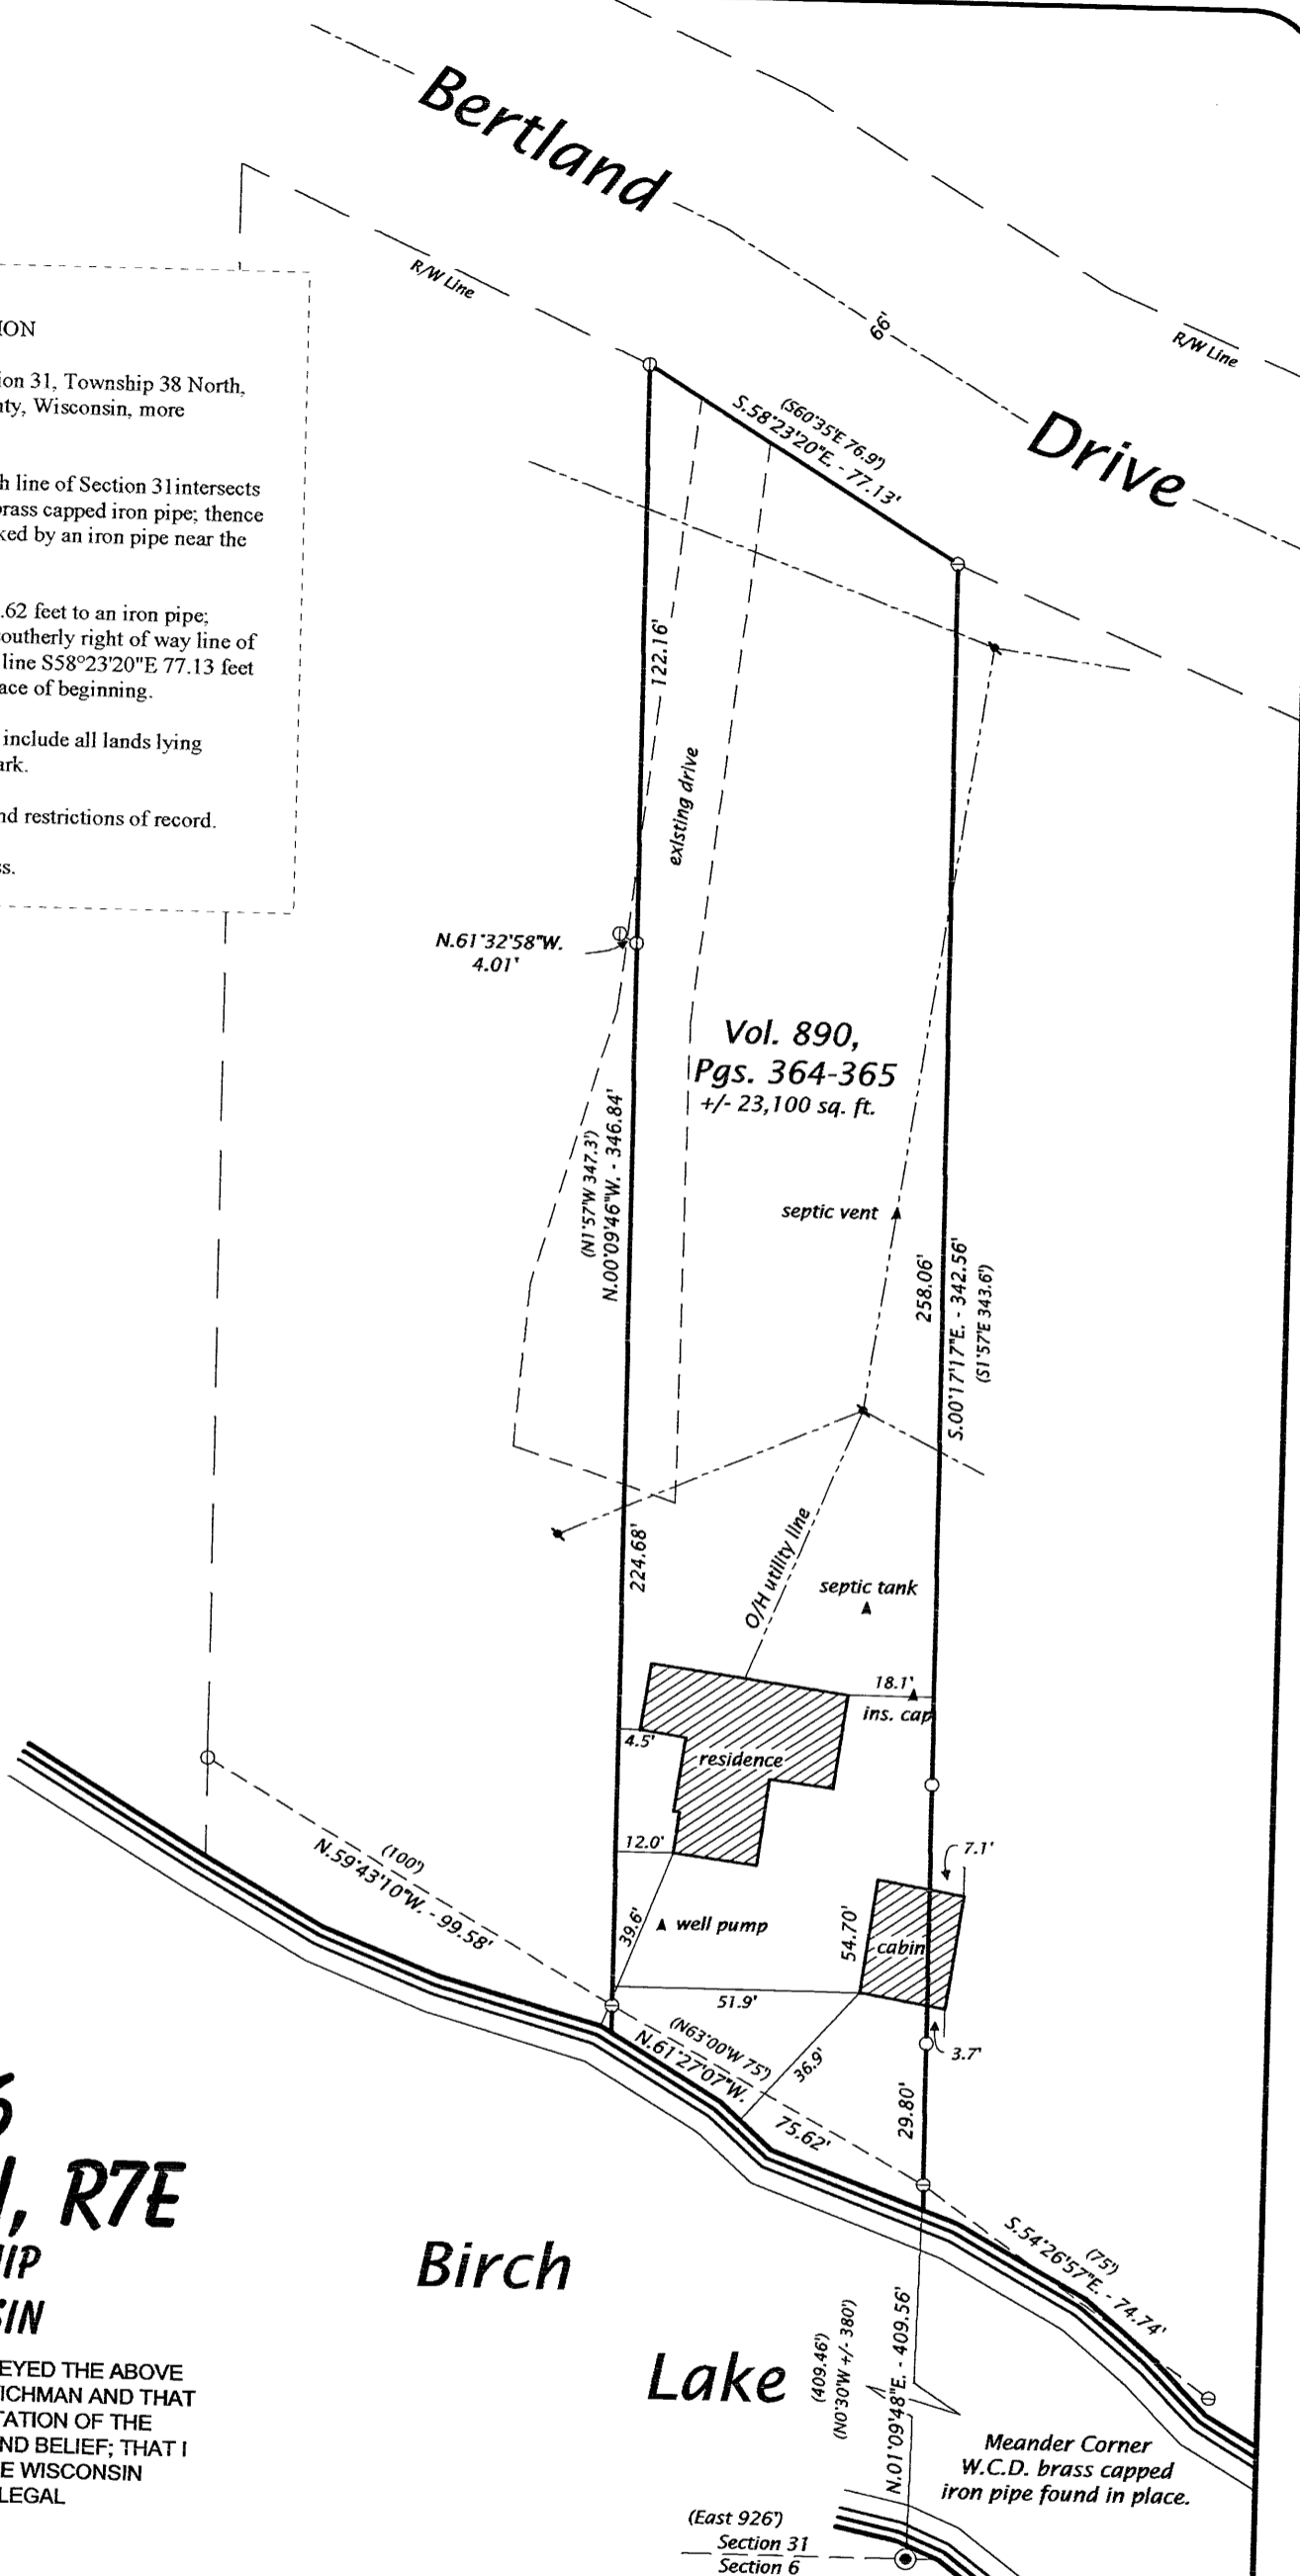 Bertland
R/W Line
66'
R/W Line
Drive
(S60°35'E 76.9')
S.58°23'20"E. - 77.13'
ION
ion 31, Township 38 North,
nty, Wisconsin, more
h line of Section 31intersects
brass capped iron pipe; thence
ked by an iron pipe near the
.62 feet to an iron pipe;
outherly right of way line of
line S58°23'20"E 77.13 feet
ace of beginning.
include all lands lying
ark.
nd restrictions of record.
ss.
122.16'
existing drive
N.61°32'58"W.
4.01'
Vol. 890,
Pgs. 364-365
+/- 23,100 sq. ft.
(N1°57'W 347.3')
N.00°09'46"W. - 346.84'
septic vent
258.06'
S.00°17'17"E. - 342.56'
(S1°57'E 343.6')
224.68'
O/H utility line
septic tank
18.1'
ins. cap
4.5'
residence
12.0'
7.1'
(100')
N.59°43'10"W. - 99.58'
39.6'
well pump
54.70'
cabin
51.9'
(N63°00'W 75')
N.61°27'07"W.
75.62'
36.9'
3.7'
29.80'
6
, R7E
IP
SIN
EYED THE ABOVE
ICHMAN AND THAT
TATION OF THE
ND BELIEF; THAT I
E WISCONSIN
LEGAL
Birch
Lake
(75')
S.54°26'57"E. - 74.74'
(409.46')
(N0°30'W +/- 380')
N.01°09'48"E. - 409.56'
Meander Corner
W.C.D. brass capped
iron pipe found in place.
(East 926')
Section 31
Section 6